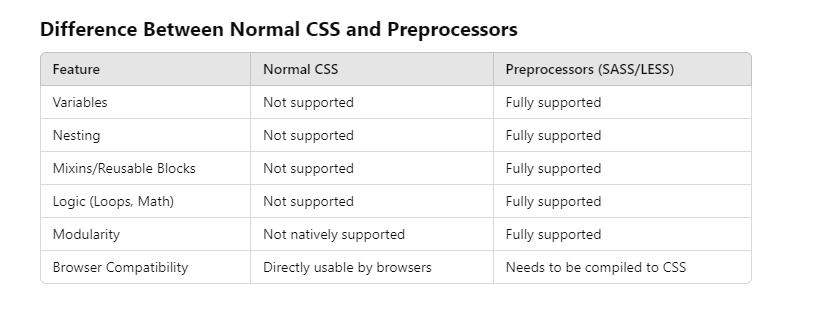 Difference Between Normal CSS and Preprocessors
Feature Normal CSS Preprocessors (SASS/LESS)
Variables Not supported Fully supported
Nesting Not supported Fully supported
Mixins/Reusable Blocks Not supported Fully supported
Logic (Loops, Math) Not supported Fully supported
Modularity Not natively supported Fully supported
Browser Compatibility Directly usable by browsers Needs to be compiled to CSS